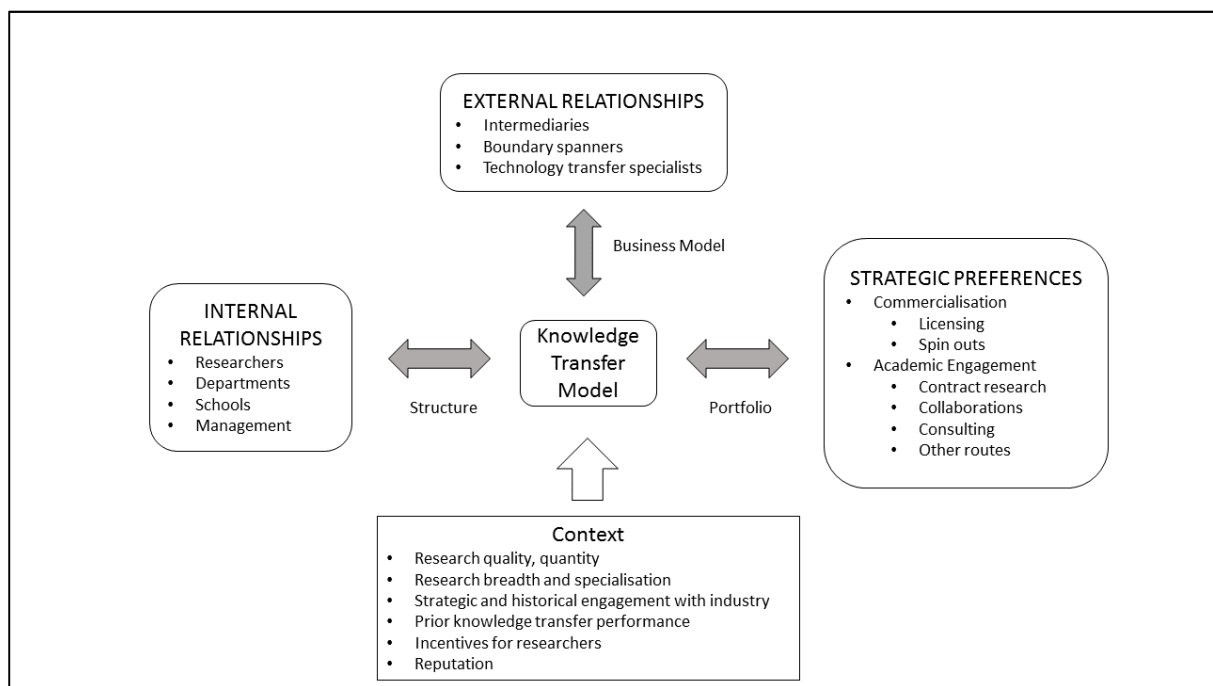 EXTERNAL RELATIONSHIPS
• Intermediaries
• Boundary spanners
• Technology transfer specialists
Business Model
INTERNAL
RELATIONSHIPS
• Researchers
• Departments
• Schools
• Management
Structure
Knowledge
Transfer
Model
Portfolio
STRATEGIC PREFERENCES
• Commercialisation
• Licensing
• Spin outs
• Academic Engagement
• Contract research
• Collaborations
• Consulting
• Other routes
Context
• Research quality, quantity
• Research breadth and specialisation
• Strategic and historical engagement with industry
• Prior knowledge transfer performance
• Incentives for researchers
• Reputation